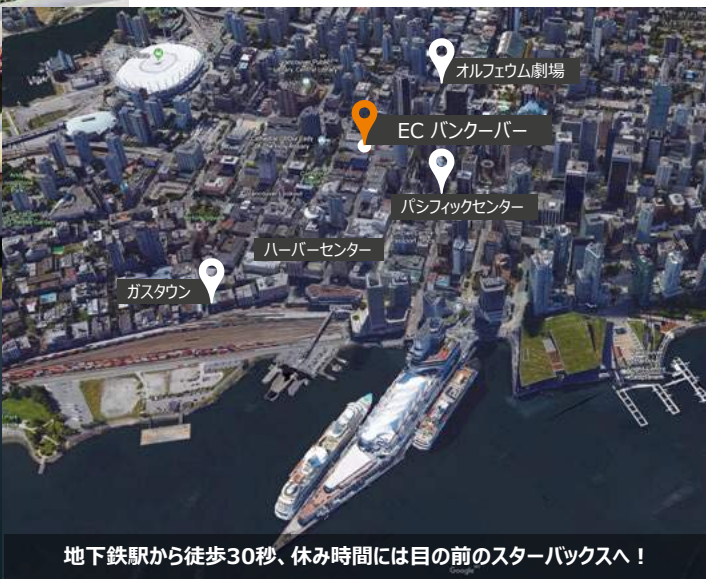 オルフェウム劇場
EC バンクーバー
パシフィックセンター
ハーバーセンター
ガスタウン
地下鉄駅から徒歩30秒、休み時間には目の前のスターバックスへ！
Google